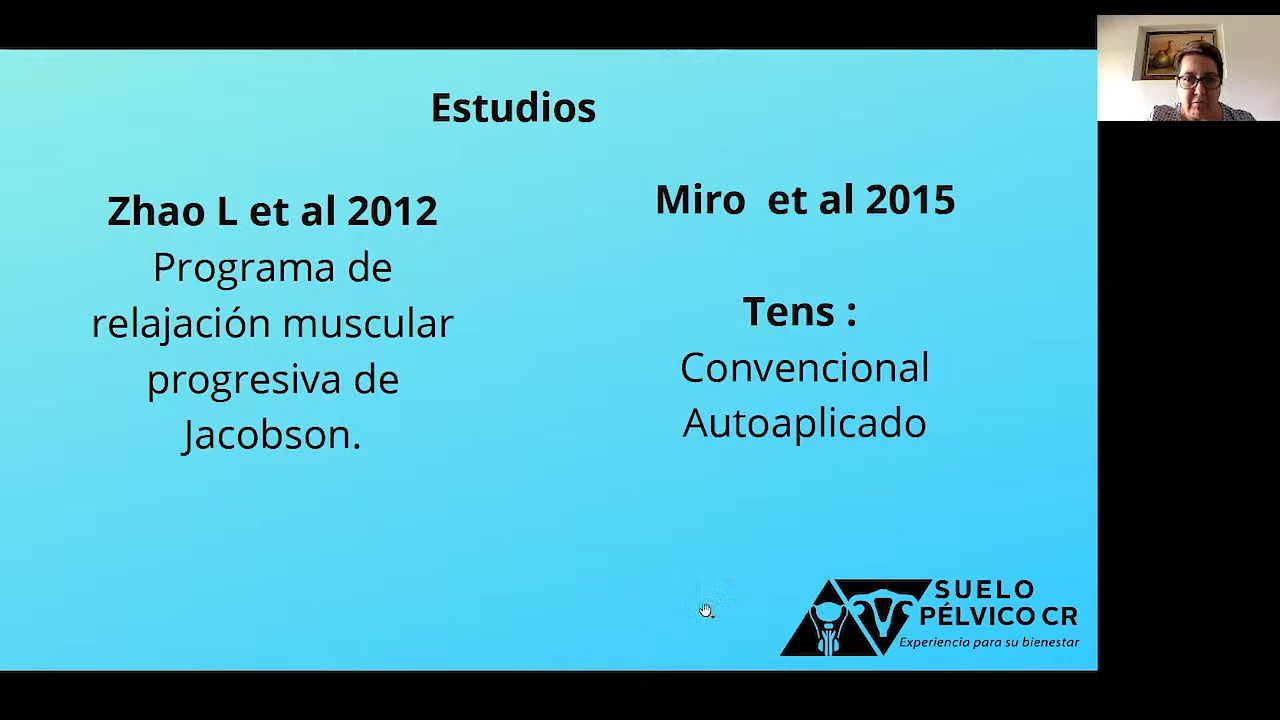 Estudios
Zhao L et al 2012
Programa de
relajación muscular
progresiva de
Jacobson.
Miro et al 2015
Tens :
Convencional
Autoaplicado
SUELO
PÉLVICO CR
Experiencia para su bienestar